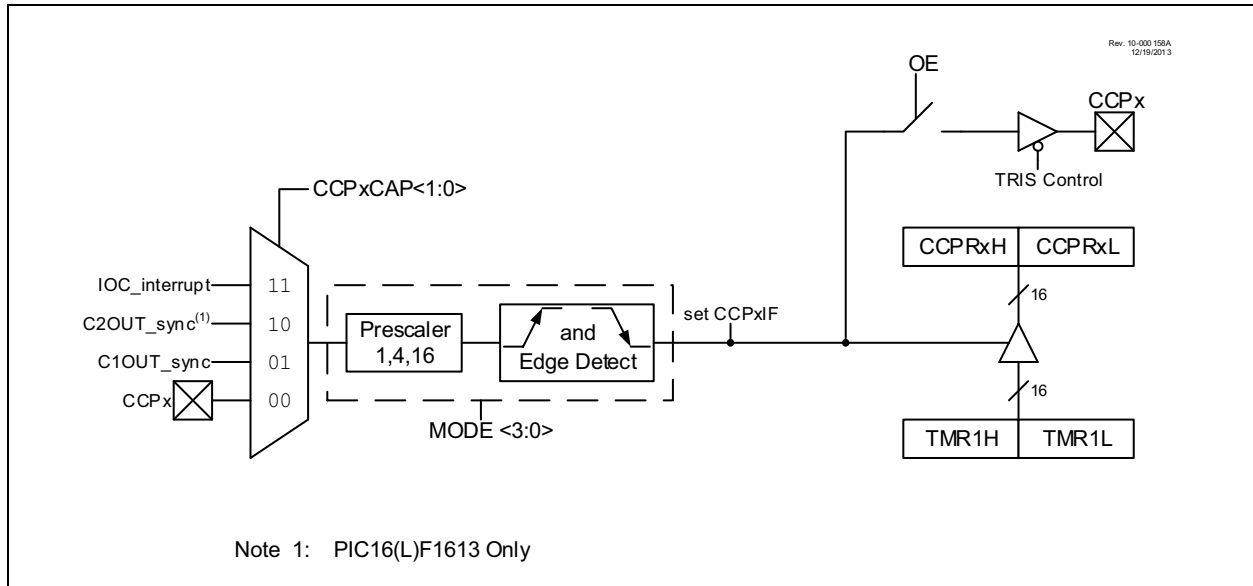 Rev. 10-000 158A
12/19/2013
OE
CCPx
TRIS Control
CCPxCAP<1:0>
CCPRxH CCPRxL
IOC_interrupt 11
16
C2OUT_sync(1) 10
Prescaler
1,4,16
and
Edge Detect
set CCPxIF
C1OUT_sync 01
CCPx 00
16
MODE <3:0>
TMR1H TMR1L
Note 1: PIC16(L)F1613 Only